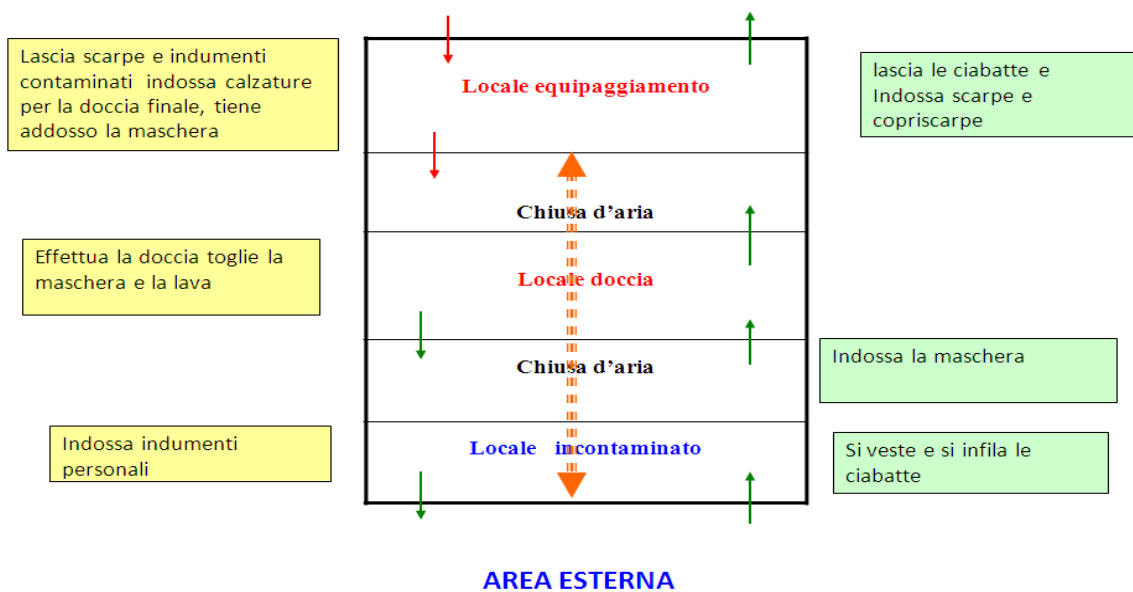 Lascia scarpe e indumenti
contaminati indossa calzature
per la doccia finale, tiene
addosso la maschera
Locale equipaggiamento
lascia le ciabatte e
Indossa scarpe e
copriscarpe
Chiusa d’aria
Effettua la doccia toglie la
maschera e la lava
Locale doccia
Chiusa d’aria
Indossa la maschera
Indossa indumenti
personali
Locale incontaminato
Si veste e si infila le
ciabatte
AREA ESTERNA